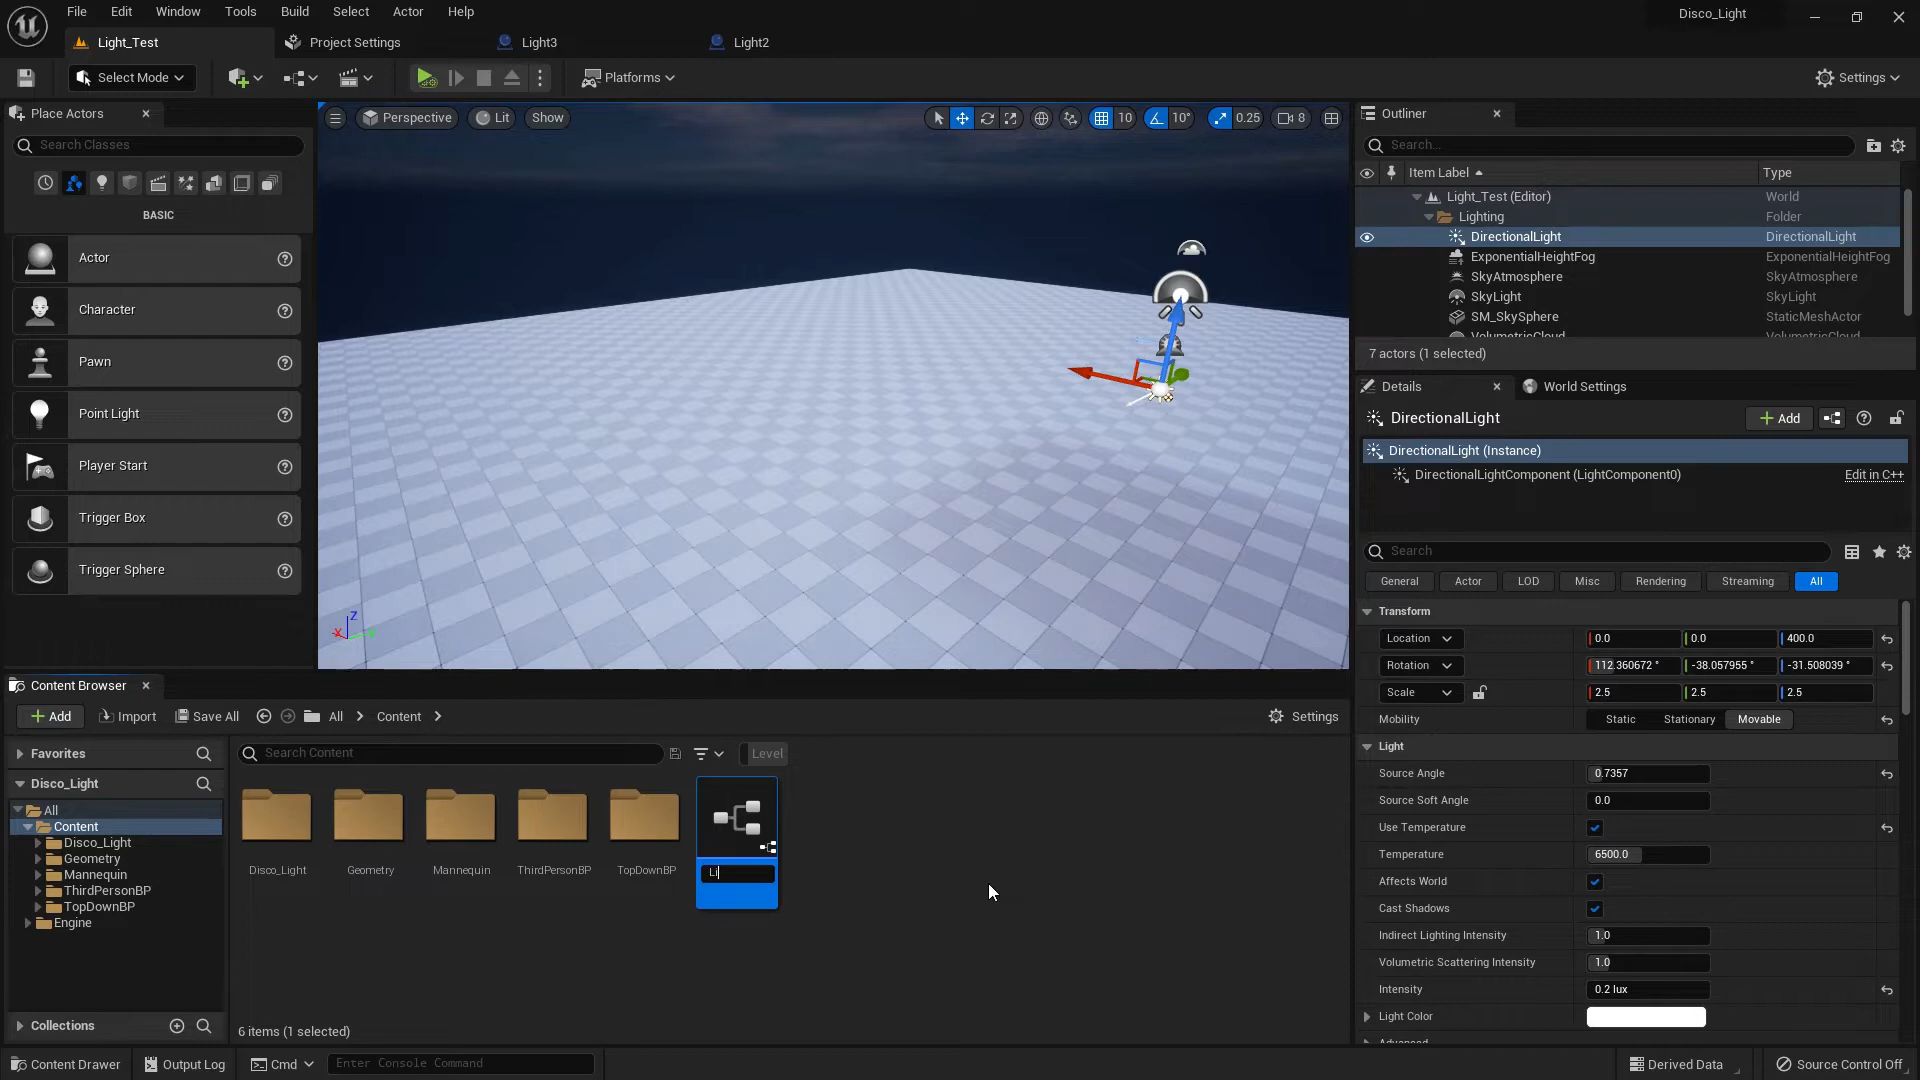 File Edit Window Tools Build Select Actor Help
Disco_Light
Light_Test Project Settings Light3 Light2
Select Mode Platforms Settings
Place Actors
Search Classes
BASIC
Actor
Character
Pawn
Point Light
Player Start
Trigger Box
Trigger Sphere
Perspective Lit Show 10 10° 0.25 8
Z
X
Outliner
Search...
Item Label Type
Light_Test (Editor) World
Lighting Folder
DirectionalLight DirectionalLight
ExponentialHeightFog ExponentialHeightFog
SkyAtmosphere SkyAtmosphere
SkyLight SkyLight
SM_SkySphere StaticMeshActor
VolumetricCloud VolumetricCloud
7 actors (1 selected)
Details World Settings
DirectionalLight Add
DirectionalLight (Instance)
DirectionalLightComponent (LightComponent0) Edit in C++
Search
General Actor LOD Misc Rendering Streaming All
Transform
Location 0.0 0.0 400.0
Rotation 112.360672 ° -38.057955 ° -31.508039 °
Scale 2.5 2.5 2.5
Mobility Static Stationary Movable
Light
Source Angle 0.7357
Source Soft Angle 0.0
Use Temperature
Temperature 6500.0
Affects World
Cast Shadows
Indirect Lighting Intensity 1.0
Volumetric Scattering Intensity 1.0
Intensity 0.2 lux
Light Color
Advanced
Content Browser
Add Import Save All All Content Settings
Favorites
Disco_Light
All
Content
Disco_Light
Geometry
Mannequin
ThirdPersonBP
TopDownBP
Engine
Collections
Search Content Level
Disco_Light Geometry Mannequin ThirdPersonBP TopDownBP Li
6 items (1 selected)
Content Drawer Output Log Cmd Enter Console Command Derived Data Source Control Off